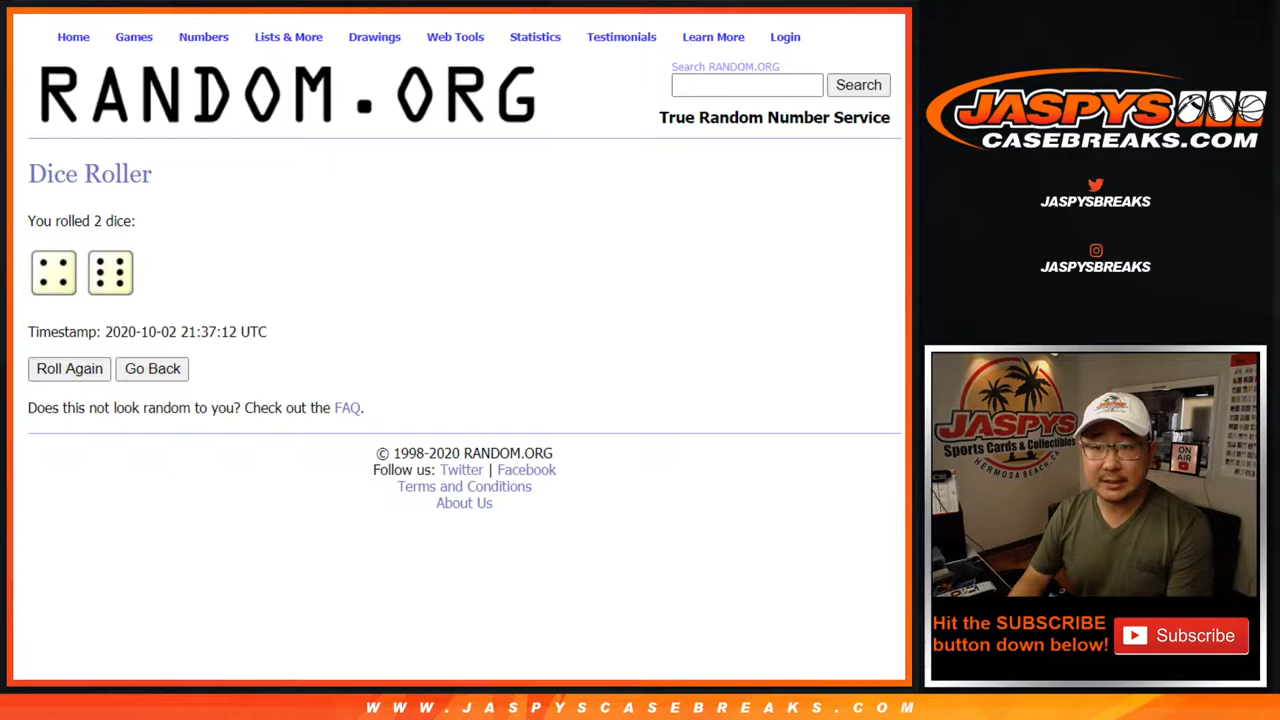 Home Games Numbers Lists & More Drawings Web Tools Statistics Testimonials Learn More Login
RANDOM.ORG
Search RANDOM.ORG
Search
True Random Number Service
Dice Roller
You rolled 2 dice:
Timestamp: 2020-10-02 21:37:12 UTC
Roll Again Go Back
Does this not look random to you? Check out the FAQ.
© 1998-2020 RANDOM.ORG
Follow us: Twitter | Facebook
Terms and Conditions
About Us
JASPYS
CASEBREAKS.COM
JASPYSBREAKS
JASPYSBREAKS
JASPYS
Sports Cards & Collectibles
HERMOSA BEACH, CA
ON AIR
Hit the SUBSCRIBE
button down below!
Subscribe
WWW.JASPYSCASEBREAKS.COM